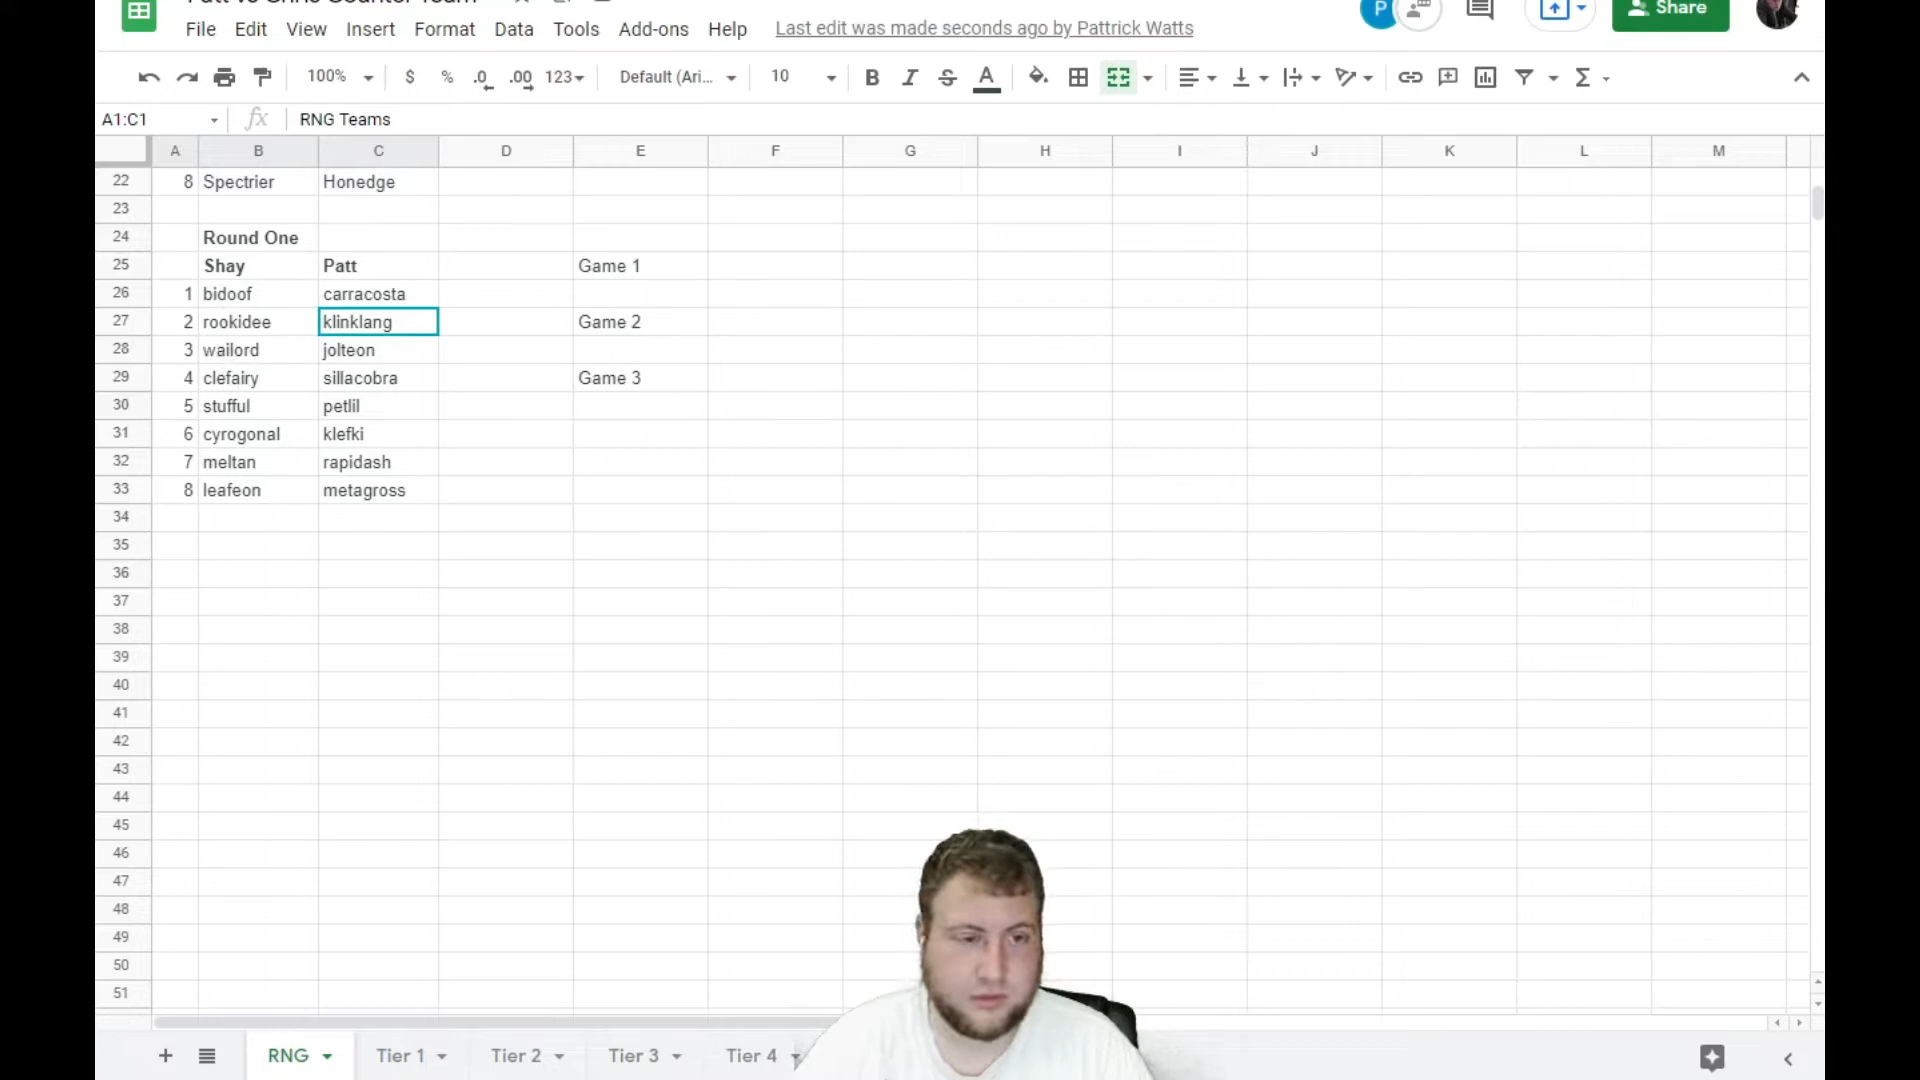 File Edit View Insert Format Data Tools Add-ons Help Last edit was made seconds ago by Pattrick Watts
P Share
100% $ % .0 .00 123 Default (Ari... 10 B I S A Σ
A1:C1 fx RNG Teams
A B C D E F G H I J K L M
22 8 Spectrier Honedge
23
24 Round One
25 Shay Patt Game 1
26 1 bidoof carracosta
27 2 rookidee klinklang Game 2
28 3 wailord jolteon
29 4 clefairy sillacobra Game 3
30 5 stufful petlil
31 6 cyrogonal klefki
32 7 meltan rapidash
33 8 leafeon metagross
34
35
36
37
38
39
40
41
42
43
44
45
46
47
48
49
50
51
+ RNG Tier 1 Tier 2 Tier 3 Tier 4